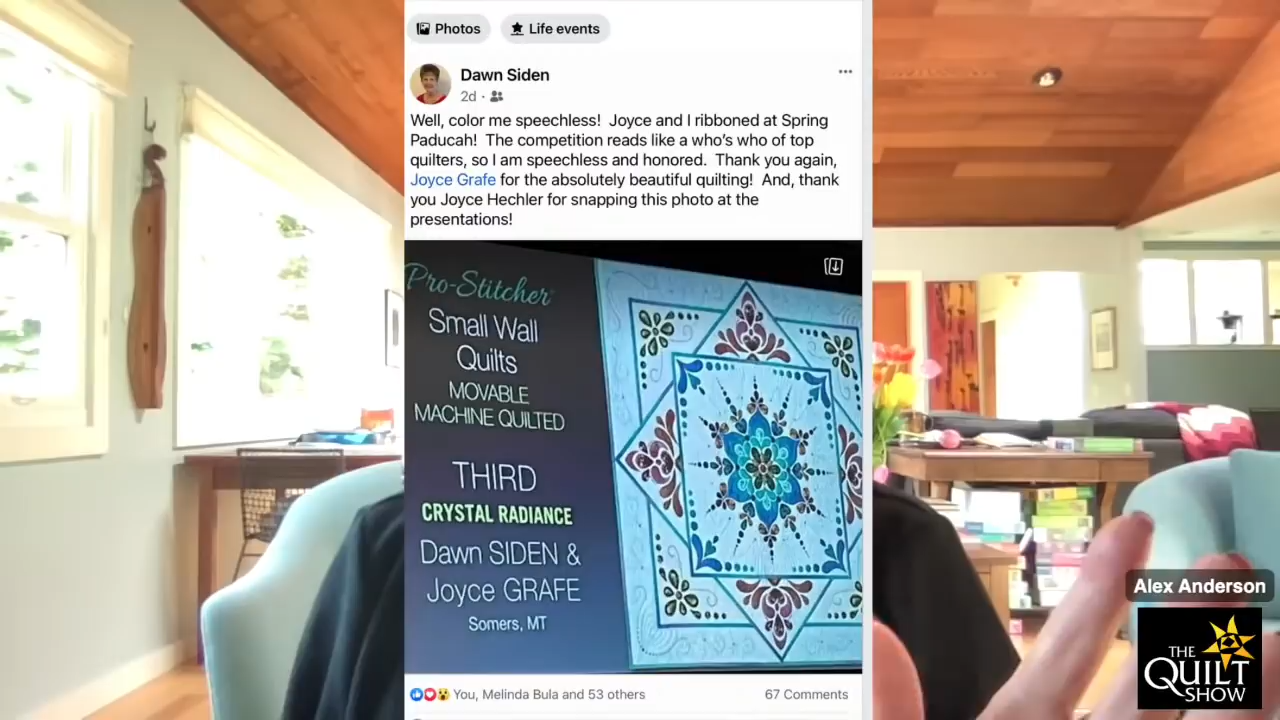 Photos
Life events
Dawn Siden
2d
Well, color me speechless! Joyce and I ribboned at Spring
Paducah! The competition reads like a who's who of top
quilters, so I am speechless and honored. Thank you again,
Joyce Grafe for the absolutely beautiful quilting! And, thank
you Joyce Hechler for snapping this photo at the
presentations!
Pro-Stitcher
Small Wall
Quilts
MOVABLE
MACHINE QUILTED
THIRD
CRYSTAL RADIANCE
Dawn SIDEN &
Joyce GRAFE
Somers, MT
You, Melinda Bula and 53 others
67 Comments
Alex Anderson
THE
QUILT
SHOW